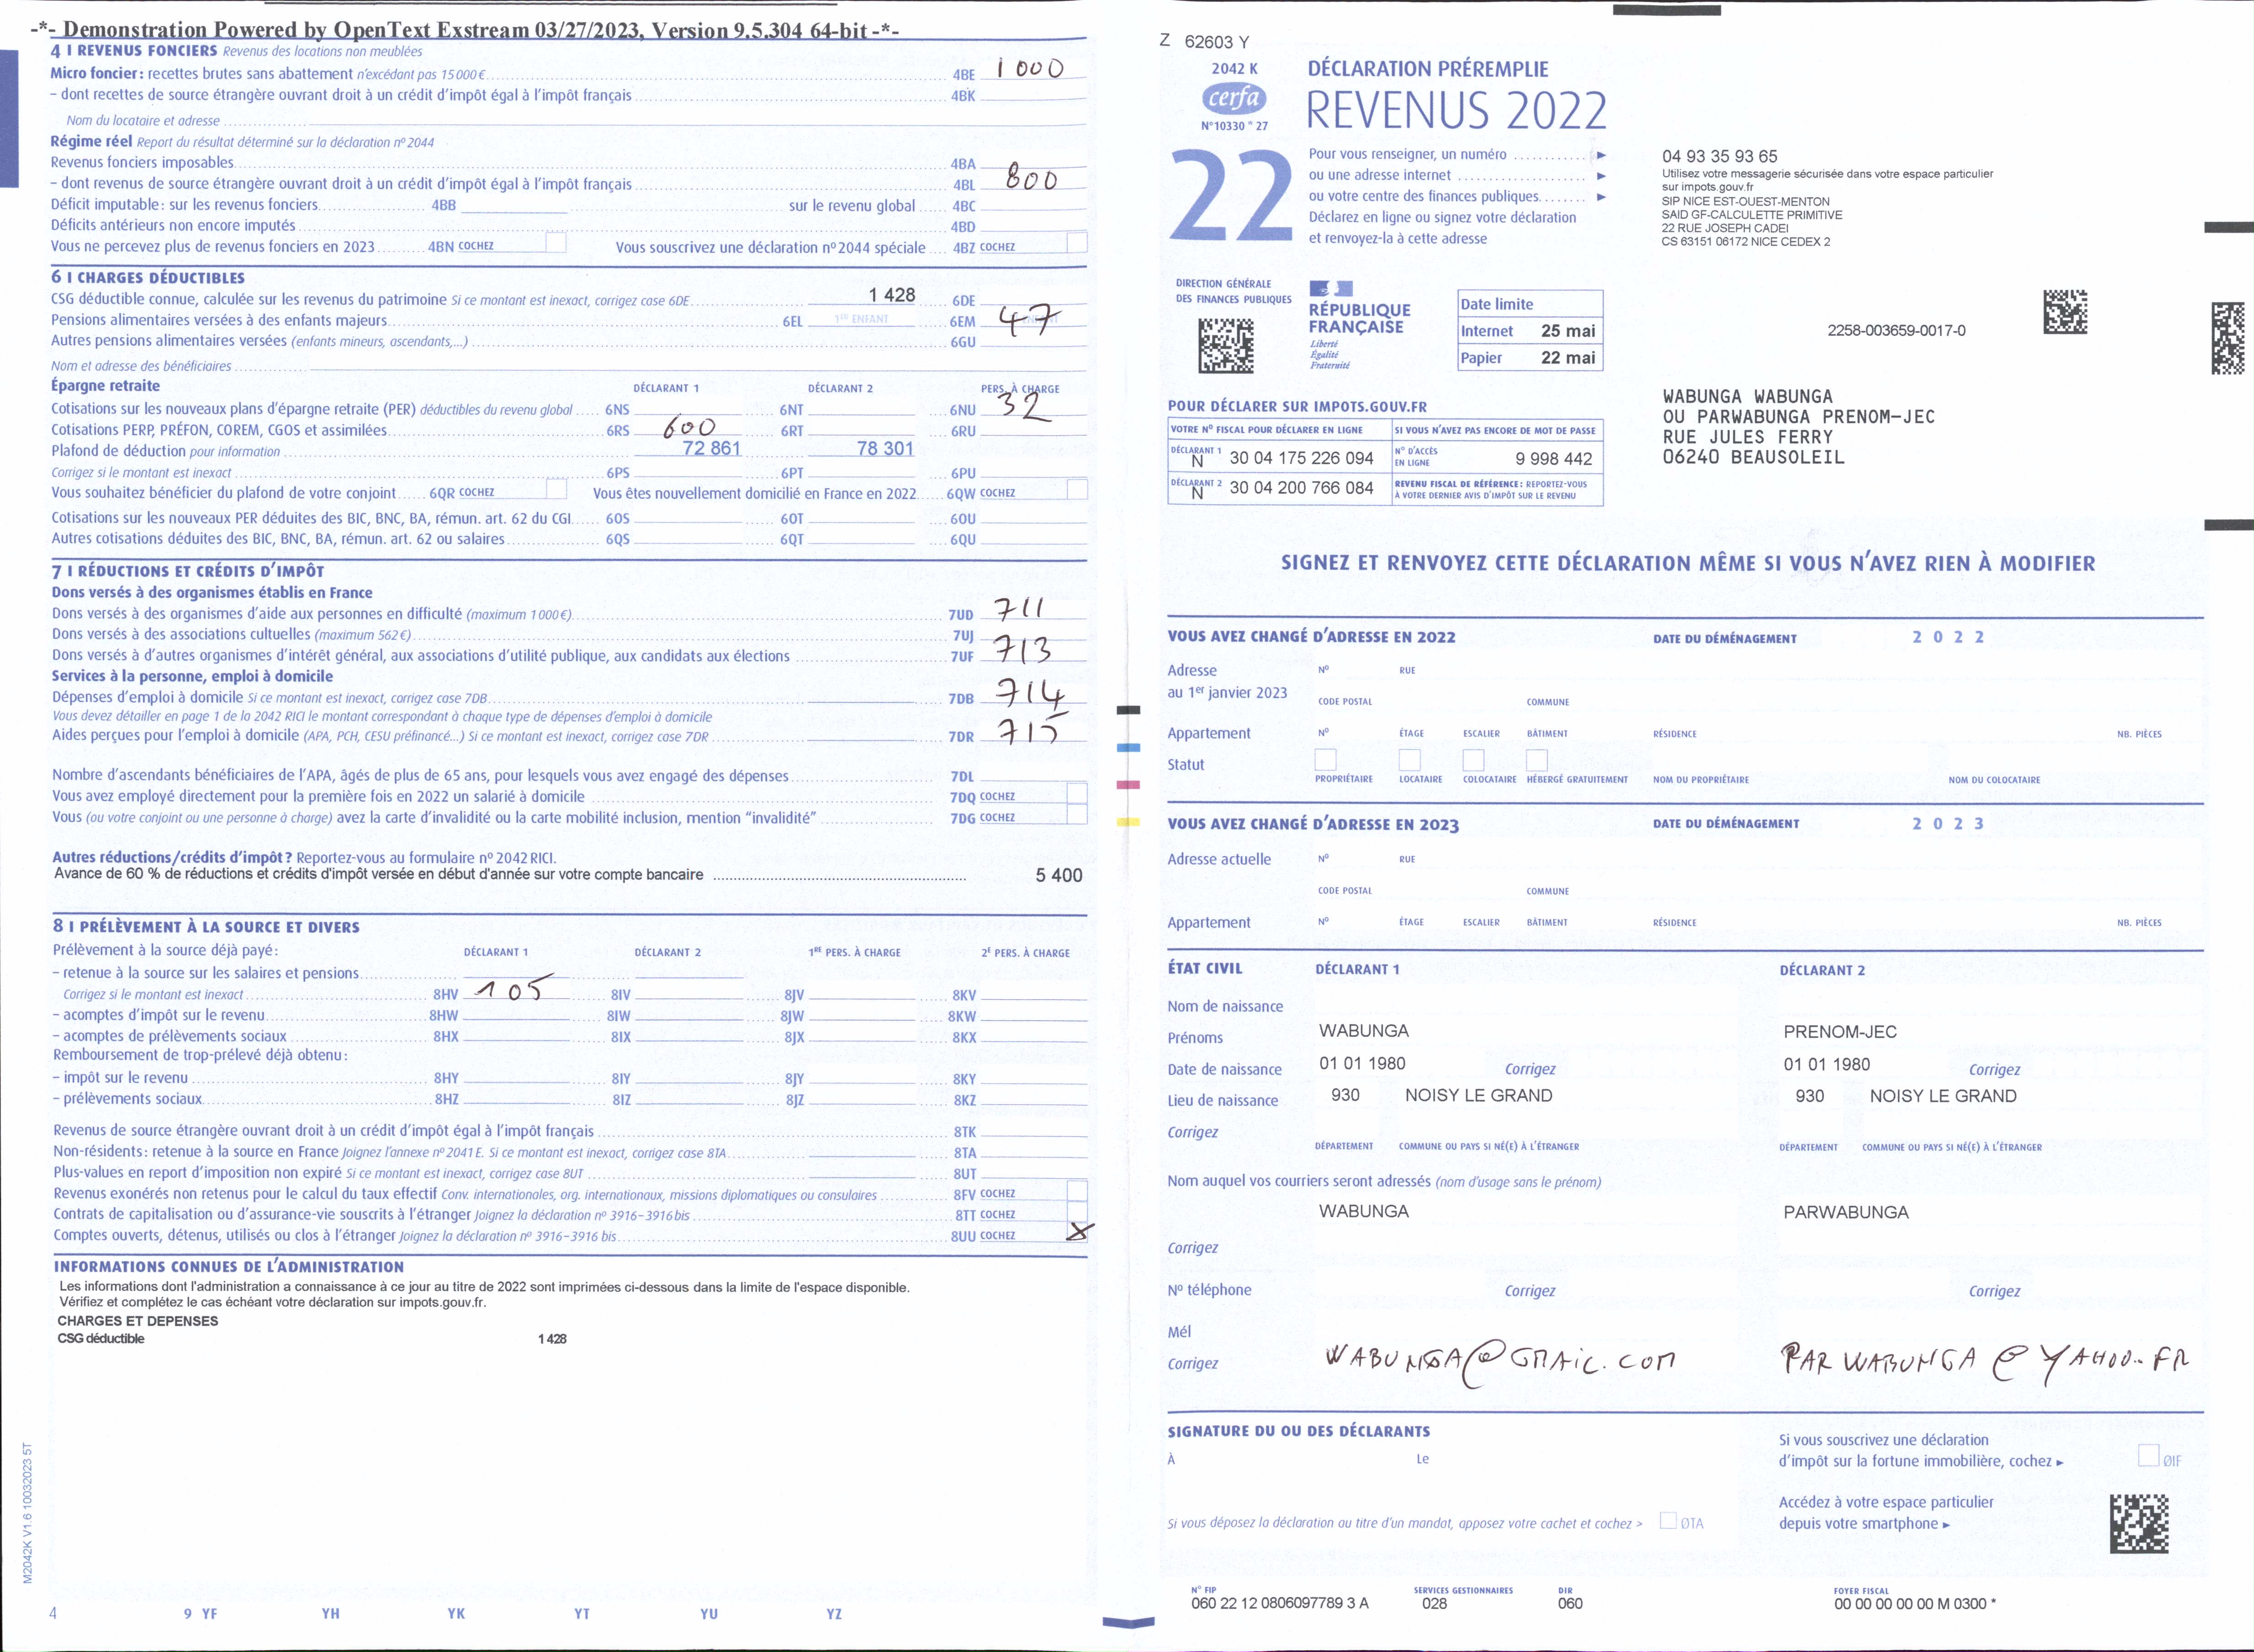 -*- Demonstration Powered by OpenText Exstream 03/27/2023, Version 9.5.304 64-bit -*-
4 I REVENUS FONCIERS Revenus des locations non meublées
Micro foncier : recettes brutes sans abattement n'excédant pas 15 000 € 4BE 1 000
– dont recettes de source étrangère ouvrant droit à un crédit d'impôt égal à l'impôt français 4BK
Nom du locataire et adresse
Régime réel Report du résultat déterminé sur la déclaration nº 2044
Revenus fonciers imposables 4BA
– dont revenus de source étrangère ouvrant droit à un crédit d'impôt égal à l'impôt français 4BL 800
Déficit imputable : sur les revenus fonciers 4BB sur le revenu global 4BC
Déficits antérieurs non encore imputés 4BD
Vous ne percevez plus de revenus fonciers en 2023 4BN COCHEZ Vous souscrivez une déclaration nº 2044 spéciale 4BZ COCHEZ
6 I CHARGES DÉDUCTIBLES
CSG déductible connue, calculée sur les revenus du patrimoine Si ce montant est inexact, corrigez case 6DE 1 428 6DE
Pensions alimentaires versées à des enfants majeurs 6EL 1ER ENFANT 6EM 47
Autres pensions alimentaires versées (enfants mineurs, ascendants,...) 6GU
Nom et adresse des bénéficiaires
Épargne retraite DÉCLARANT 1 DÉCLARANT 2 PERS. À CHARGE
Cotisations sur les nouveaux plans d'épargne retraite (PER) déductibles du revenu global 6NS 6NT 6NU 32
Cotisations PERP, PRÉFON, COREM, CGOS et assimilées 6RS 600 6RT 6RU
Plafond de déduction pour information 72 861 78 301
Corrigez si le montant est inexact 6PS 6PT 6PU
Vous souhaitez bénéficier du plafond de votre conjoint 6QR COCHEZ Vous êtes nouvellement domicilié en France en 2022 6QW COCHEZ
Cotisations sur les nouveaux PER déduites des BIC, BNC, BA, rémun. art. 62 du CGI 6OS 6OT 6OU
Autres cotisations déduites des BIC, BNC, BA, rémun. art. 62 ou salaires 6QS 6QT 6QU
7 I RÉDUCTIONS ET CRÉDITS D'IMPÔT
Dons versés à des organismes établis en France
Dons versés à des organismes d'aide aux personnes en difficulté (maximum 1 000 €) 7UD 711
Dons versés à des associations cultuelles (maximum 562 €) 7UJ
Dons versés à d'autres organismes d'intérêt général, aux associations d'utilité publique, aux candidats aux élections 7UF 713
Services à la personne, emploi à domicile
Dépenses d'emploi à domicile Si ce montant est inexact, corrigez case 7DB 7DB 714
Vous devez détailler en page 1 de la 2042 RICI le montant correspondant à chaque type de dépenses d'emploi à domicile
Aides perçues pour l'emploi à domicile (APA, PCH, CESU préfinancé...) Si ce montant est inexact, corrigez case 7DR 7DR 715
Nombre d'ascendants bénéficiaires de l'APA, âgés de plus de 65 ans, pour lesquels vous avez engagé des dépenses 7DL
Vous avez employé directement pour la première fois en 2022 un salarié à domicile 7DQ COCHEZ
Vous (ou votre conjoint ou une personne à charge) avez la carte d'invalidité ou la carte mobilité inclusion, mention "invalidité" 7DG COCHEZ
Autres réductions/crédits d'impôt ? Reportez-vous au formulaire nº 2042 RICI.
Avance de 60 % de réductions et crédits d'impôt versée en début d'année sur votre compte bancaire 5 400
8 I PRÉLÈVEMENT À LA SOURCE ET DIVERS
Prélèvement à la source déjà payé : DÉCLARANT 1 DÉCLARANT 2 1RE PERS. À CHARGE 2E PERS. À CHARGE
– retenue à la source sur les salaires et pensions
Corrigez si le montant est inexact 8HV 105 8IV 8JV 8KV
– acomptes d'impôt sur le revenu 8HW 8IW 8JW 8KW
– acomptes de prélèvements sociaux 8HX 8IX 8JX 8KX
Remboursement de trop-prélevé déjà obtenu :
– impôt sur le revenu 8HY 8IY 8JY 8KY
– prélèvements sociaux 8HZ 8IZ 8JZ 8KZ
Revenus de source étrangère ouvrant droit à un crédit d'impôt égal à l'impôt français 8TK
Non-résidents : retenue à la source en France Joignez l'annexe nº 2041 E. Si ce montant est inexact, corrigez case 8TA 8TA
Plus-values en report d'imposition non expiré Si ce montant est inexact, corrigez case 8UT 8UT
Revenus exonérés non retenus pour le calcul du taux effectif Conv. internationales, org. internationaux, missions diplomatiques ou consulaires 8FV COCHEZ
Contrats de capitalisation ou d'assurance-vie souscrits à l'étranger Joignez la déclaration nº 3916–3916 bis 8TT COCHEZ
Comptes ouverts, détenus, utilisés ou clos à l'étranger Joignez la déclaration nº 3916–3916 bis 8UU COCHEZ X
INFORMATIONS CONNUES DE L'ADMINISTRATION
Les informations dont l'administration a connaissance à ce jour au titre de 2022 sont imprimées ci-dessous dans la limite de l'espace disponible.
Vérifiez et complétez le cas échéant votre déclaration sur impots.gouv.fr.
CHARGES ET DEPENSES
CSG déductible 1 428
M2042K V1.6 10032023 5T
4 9 YF YH YK YT YU YZ
Z 62603 Y
2042 K
cerfa
N° 10330 * 27
DÉCLARATION PRÉREMPLIE
REVENUS 2022
22
Pour vous renseigner, un numéro
ou une adresse internet
ou votre centre des finances publiques
Déclarez en ligne ou signez votre déclaration
et renvoyez-la à cette adresse
04 93 35 93 65
Utilisez votre messagerie sécurisée dans votre espace particulier
sur impots.gouv.fr
SIP NICE EST-OUEST-MENTON
SAID GF-CALCULETTE PRIMITIVE
22 RUE JOSEPH CADEI
CS 63151 06172 NICE CEDEX 2
DIRECTION GÉNÉRALE
DES FINANCES PUBLIQUES
RÉPUBLIQUE
FRANÇAISE
Liberté
Égalité
Fraternité
Date limite
Internet 25 mai
Papier 22 mai
2258-003659-0017-0
WABUNGA WABUNGA
OU PARWABUNGA PRENOM-JEC
RUE JULES FERRY
06240 BEAUSOLEIL
POUR DÉCLARER SUR IMPOTS.GOUV.FR
VOTRE Nº FISCAL POUR DÉCLARER EN LIGNE SI VOUS N'AVEZ PAS ENCORE DE MOT DE PASSE
DÉCLARANT 1 N 30 04 175 226 094 N° D'ACCÈS EN LIGNE 9 998 442
DÉCLARANT 2 N 30 04 200 766 084 REVENU FISCAL DE RÉFÉRENCE : REPORTEZ-VOUS À VOTRE DERNIER AVIS D'IMPÔT SUR LE REVENU
SIGNEZ ET RENVOYEZ CETTE DÉCLARATION MÊME SI VOUS N'AVEZ RIEN À MODIFIER
VOUS AVEZ CHANGÉ D'ADRESSE EN 2022 DATE DU DÉMÉNAGEMENT 2 0 2 2
Adresse Nº RUE
au 1er janvier 2023
CODE POSTAL COMMUNE
Appartement Nº ÉTAGE ESCALIER BÂTIMENT RÉSIDENCE NB. PIÈCES
Statut
PROPRIÉTAIRE LOCATAIRE COLOCATAIRE HÉBERGÉ GRATUITEMENT NOM DU PROPRIÉTAIRE NOM DU COLOCATAIRE
VOUS AVEZ CHANGÉ D'ADRESSE EN 2023 DATE DU DÉMÉNAGEMENT 2 0 2 3
Adresse actuelle Nº RUE
CODE POSTAL COMMUNE
Appartement Nº ÉTAGE ESCALIER BÂTIMENT RÉSIDENCE NB. PIÈCES
ÉTAT CIVIL DÉCLARANT 1 DÉCLARANT 2
Nom de naissance
Prénoms WABUNGA PRENOM-JEC
Date de naissance 01 01 1980 Corrigez 01 01 1980 Corrigez
Lieu de naissance 930 NOISY LE GRAND 930 NOISY LE GRAND
Corrigez
DÉPARTEMENT COMMUNE OU PAYS SI NÉ(E) À L'ÉTRANGER DÉPARTEMENT COMMUNE OU PAYS SI NÉ(E) À L'ÉTRANGER
Nom auquel vos courriers seront adressés (nom d'usage sans le prénom)
WABUNGA PARWABUNGA
Corrigez
Nº téléphone Corrigez Corrigez
Mél
Corrigez WABUNGA@GMAIL.COM PARWABUNGA@YAHOO.FR
SIGNATURE DU OU DES DÉCLARANTS
À Le
Si vous souscrivez une déclaration
d'impôt sur la fortune immobilière, cochez ØIF
Si vous déposez la déclaration au titre d'un mandat, apposez votre cachet et cochez > ØTA
Accédez à votre espace particulier
depuis votre smartphone
N° FIP SERVICES GESTIONNAIRES DIR FOYER FISCAL
060 22 12 0806097789 3 A 028 060 00 00 00 00 00 M 0300 *